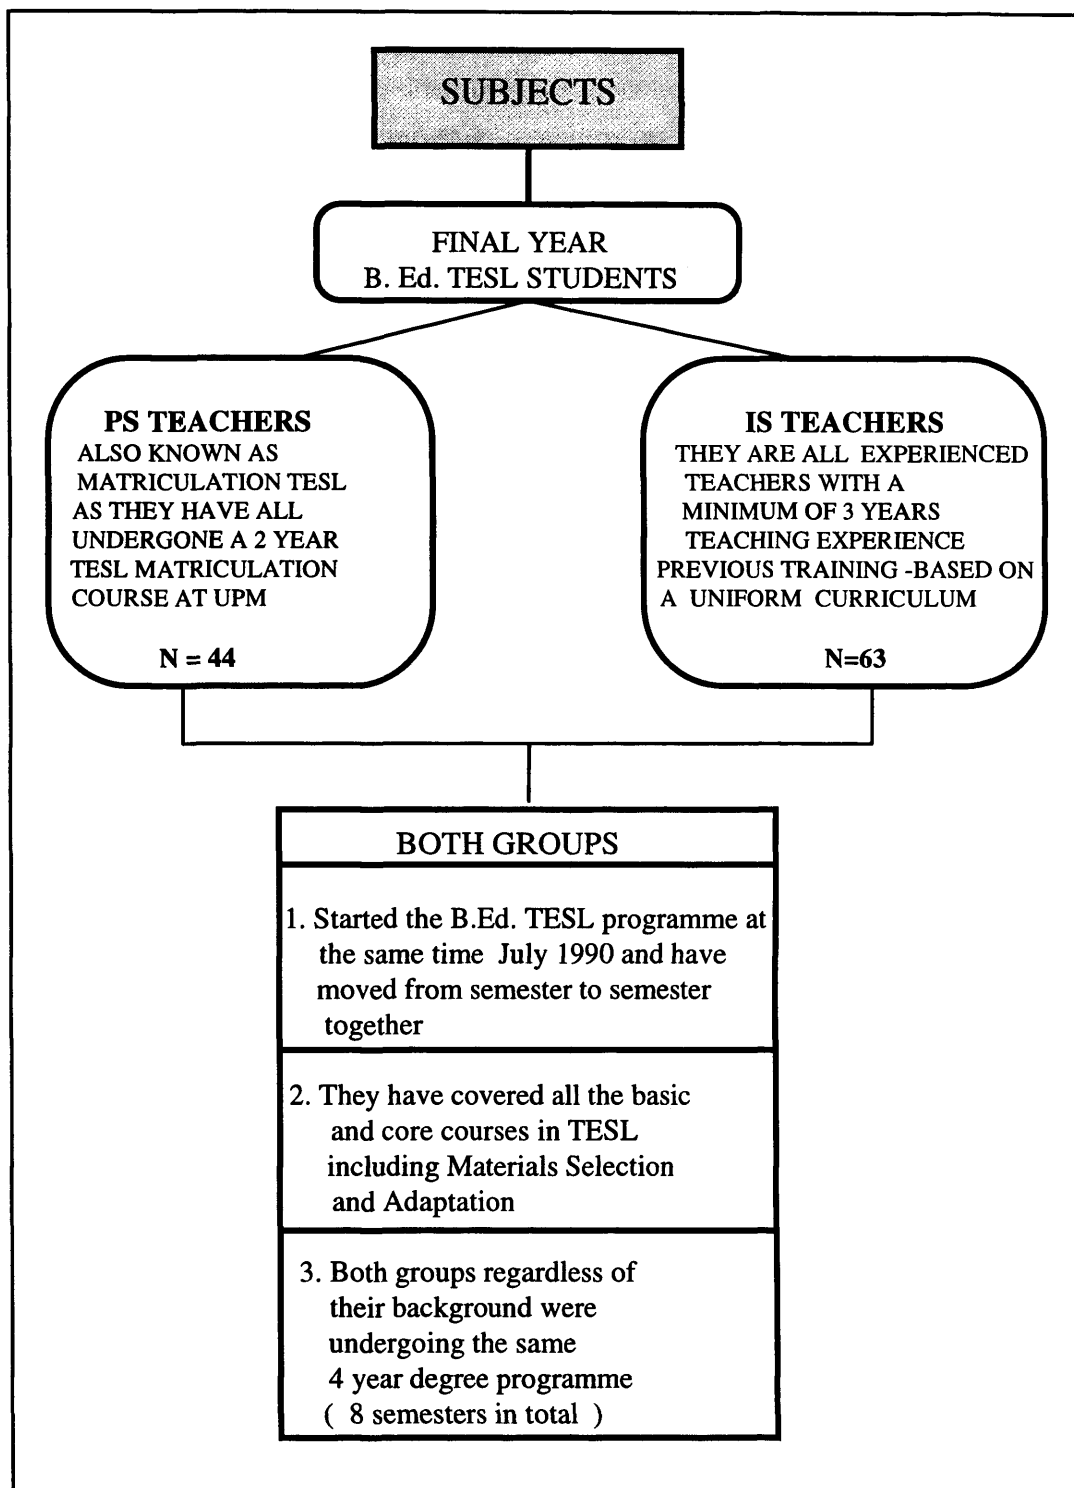 SUBJECTS
FINAL YEAR
B. Ed. TESL STUDENTS
PS TEACHERS
ALSO KNOWN AS
MATRICULATION TESL
AS THEY HAVE ALL
UNDERGONE A 2 YEAR
TESL MATRICULATION
COURSE AT UPM
N = 44
IS TEACHERS
THEY ARE ALL EXPERIENCED
TEACHERS WITH A
MINIMUM OF 3 YEARS
TEACHING EXPERIENCE
PREVIOUS TRAINING -BASED ON
A UNIFORM CURRICULUM
N=63
BOTH GROUPS
1. Started the B.Ed. TESL programme at
the same time July 1990 and have
moved from semester to semester
together
2. They have covered all the basic
and core courses in TESL
including Materials Selection
and Adaptation
3. Both groups regardless of
their background were
undergoing the same
4 year degree programme
( 8 semesters in total )